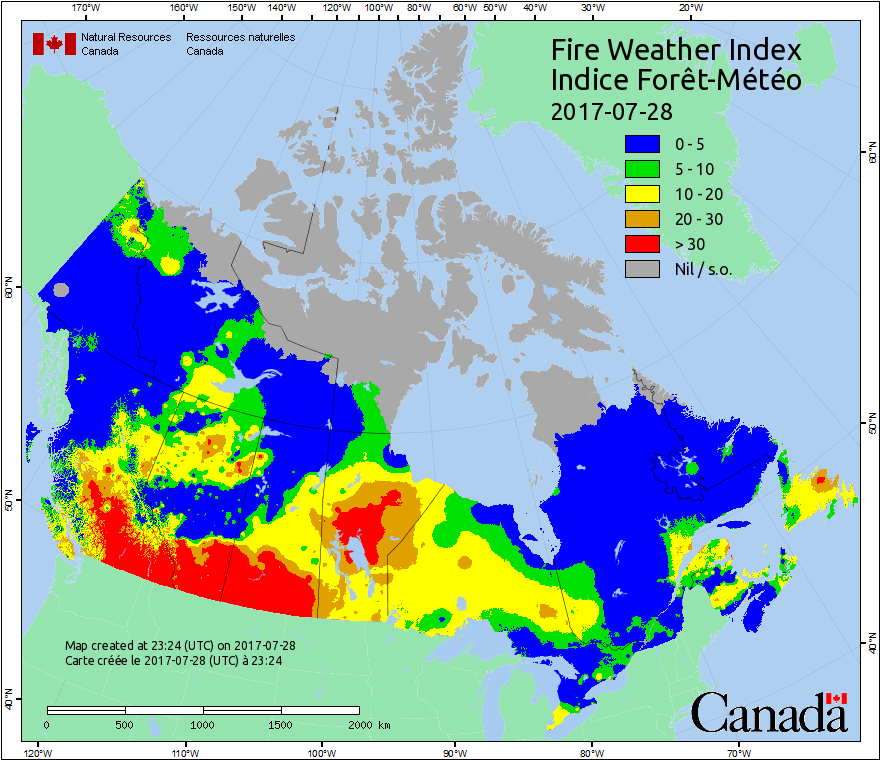 170°W 160°W 150°W 140°W 120°W 100°W 80°W 60°W 50°W 40°W 30°W 20°W
Natural Resources Ressources naturelles
Canada Canada
Fire Weather Index
Indice Forêt-Météo
2017-07-28
0 - 5
5 - 10
10 - 20
20 - 30
> 30
Nil / s.o.
60°N
60°N
50°N
50°N
40°N
40°N
Map created at 23:24 (UTC) on 2017-07-28
Carte créée le 2017-07-28 (UTC) à 23:24
0 500 1000 1500 2000 km
Canada
120°W 110°W 100°W 90°W 80°W 70°W